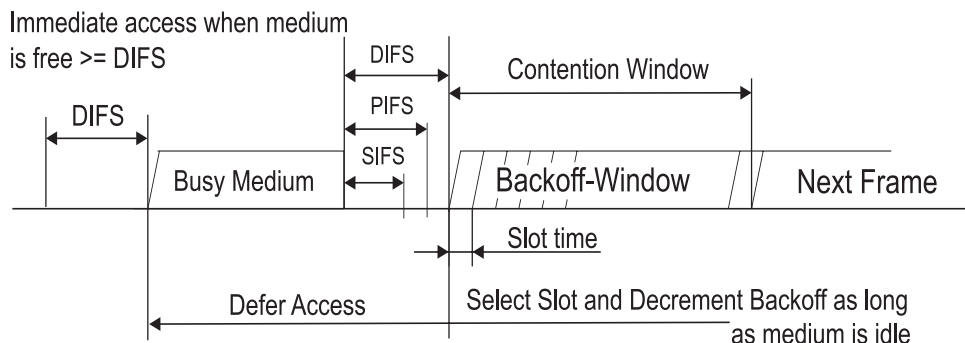 Immediate access when medium
is free >= DIFS
DIFS
DIFS
PIFS
SIFS
Contention Window
Busy Medium
Backoff-Window
Next Frame
Slot time
Defer Access
Select Slot and Decrement Backoff as long
as medium is idle